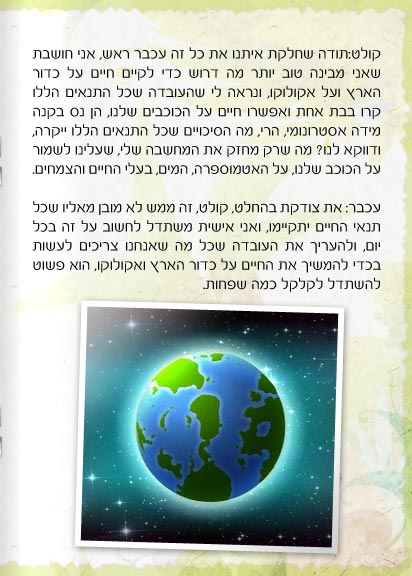 קולט:תודה שחלקת איתנו את כל זה עכבר ראש, אני חושבת
שאני מבינה טוב יותר מה דרוש כדי לקיים חיים על כדור
הארץ ועל אקולוקו, ונראה לי שהעובדה שכל התנאים הללו
קרו בבת אחת ואפשרו חיים על הכוכבים שלנו, הן נס בקנה
מידה אסטרונומי, הרי, מה הסיכויים שכל התנאים הללו ייקרה,
ודווקא לנו? מה שרק מחזק את המחשבה שלי, שעלינו לשמור
על הכוכב שלנו, על האטמוספרה, המים, בעלי החיים והצמחים.
עכבר: את צודקת בהחלט, קולט, זה ממש לא מובן מאליו שכל
תנאי החיים יתקיימו, ואני אישית משתדל לחשוב על זה בכל
יום, ולהעריך את העובדה שכל מה שאנחנו צריכים לעשות
בכדי להמשיך את החיים על כדור הארץ ואקולוקו, הוא פשוט
להשתדל לקלקל כמה שפחות.